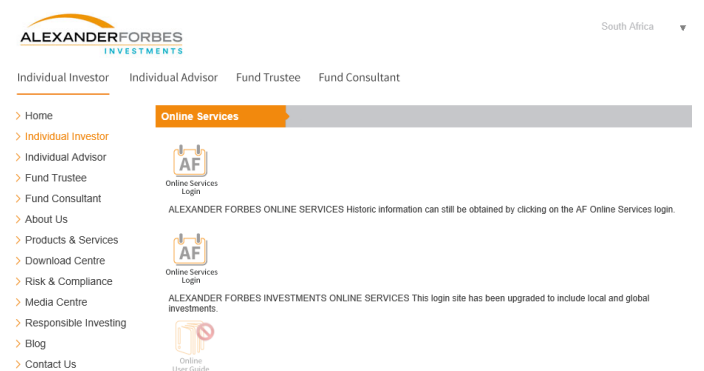 ALEXANDERFORBES
INVESTMENTS
South Africa
Individual Investor
Individual Advisor
Fund Trustee
Fund Consultant
Home
Individual Investor
Individual Advisor
Fund Trustee
Fund Consultant
About Us
Products & Services
Download Centre
Risk & Compliance
Media Centre
Responsible Investing
Blog
Contact Us
Online Services
AF
Online Services
Login
ALEXANDER FORBES ONLINE SERVICES Historic information can still be obtained by clicking on the AF Online Services login.
AF
Online Services
Login
ALEXANDER FORBES INVESTMENTS ONLINE SERVICES This login site has been upgraded to include local and global
investments.
Online
User Guide